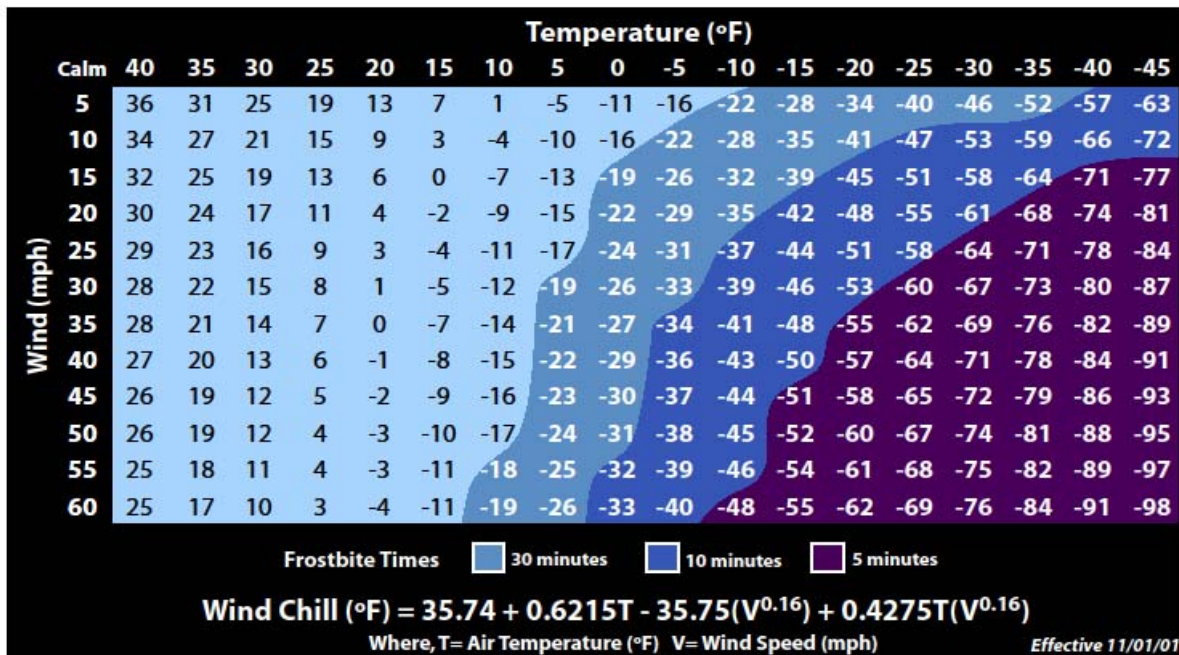 Temperature (ºF)
Calm 40 35 30 25 20 15 10 5 0 -5 -10 -15 -20 -25 -30 -35 -40 -45
5 36 31 25 19 13 7 1 -5 -11 -16 -22 -28 -34 -40 -46 -52 -57 -63
10 34 27 21 15 9 3 -4 -10 -16 -22 -28 -35 -41 -47 -53 -59 -66 -72
15 32 25 19 13 6 0 -7 -13 -19 -26 -32 -39 -45 -51 -58 -64 -71 -77
20 30 24 17 11 4 -2 -9 -15 -22 -29 -35 -42 -48 -55 -61 -68 -74 -81
25 29 23 16 9 3 -4 -11 -17 -24 -31 -37 -44 -51 -58 -64 -71 -78 -84
30 28 22 15 8 1 -5 -12 -19 -26 -33 -39 -46 -53 -60 -67 -73 -80 -87
35 28 21 14 7 0 -7 -14 -21 -27 -34 -41 -48 -55 -62 -69 -76 -82 -89
40 27 20 13 6 -1 -8 -15 -22 -29 -36 -43 -50 -57 -64 -71 -78 -84 -91
45 26 19 12 5 -2 -9 -16 -23 -30 -37 -44 -51 -58 -65 -72 -79 -86 -93
50 26 19 12 4 -3 -10 -17 -24 -31 -38 -45 -52 -60 -67 -74 -81 -88 -95
55 25 18 11 4 -3 -11 -18 -25 -32 -39 -46 -54 -61 -68 -75 -82 -89 -97
60 25 17 10 3 -4 -11 -19 -26 -33 -40 -48 -55 -62 -69 -76 -84 -91 -98
Wind (mph)
Frostbite Times 30 minutes 10 minutes 5 minutes
Wind Chill (ºF) = 35.74 + 0.6215T - 35.75(V^0.16) + 0.4275T(V^0.16)
Where, T= Air Temperature (ºF) V= Wind Speed (mph) Effective 11/01/01